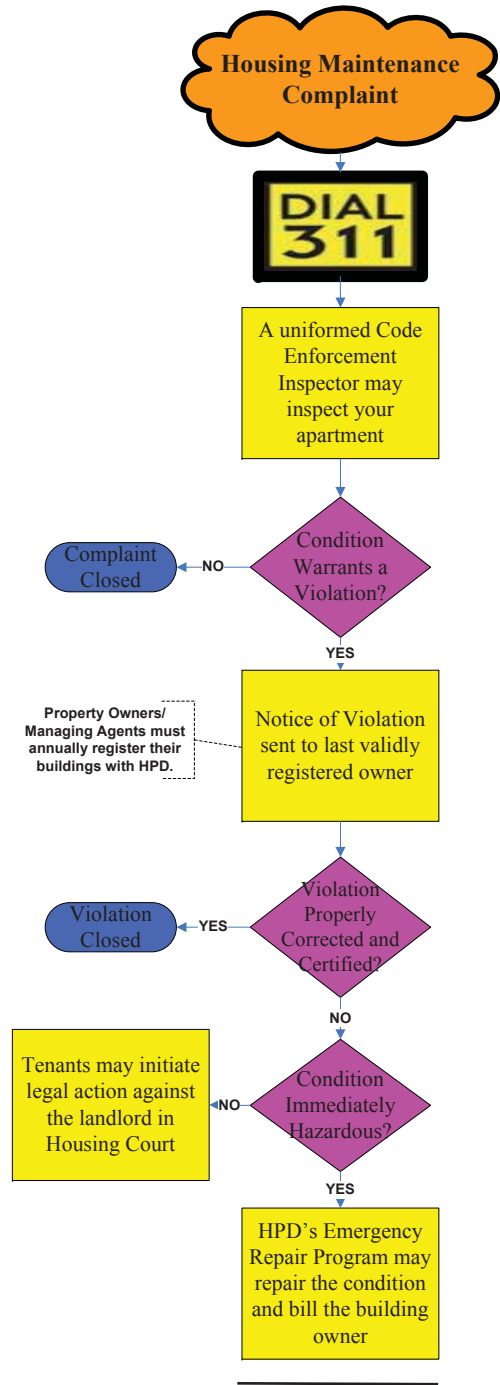 Housing Maintenance
Complaint
DIAL
311
A uniformed Code
Enforcement
Inspector may
inspect your
apartment
Condition
Warrants a
Violation?
NO
Complaint
Closed
YES
Property Owners/
Managing Agents must
annually register their
buildings with HPD.
Notice of Violation
sent to last validly
registered owner
Violation
Properly
Corrected and
Certified?
YES
Violation
Closed
NO
Condition
Immediately
Hazardous?
NO
Tenants may initiate
legal action against
the landlord in
Housing Court
YES
HPD's Emergency
Repair Program may
repair the condition
and bill the building
owner